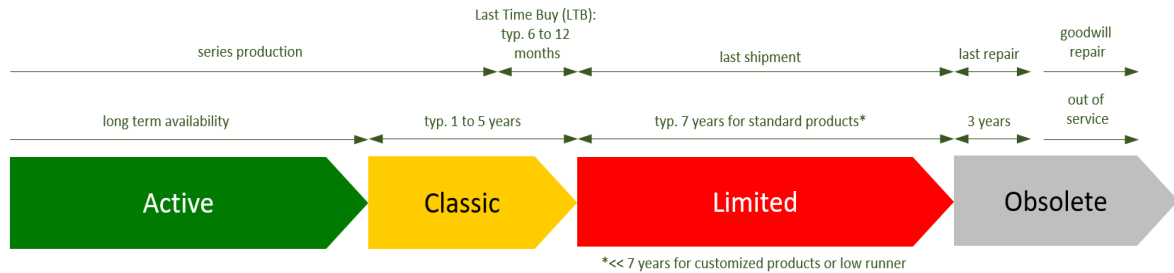 Last Time Buy (LTB):
typ. 6 to 12
months
series production
last shipment
last repair
goodwill
repair
long term availability
typ. 1 to 5 years
typ. 7 years for standard products*
3 years
out of
service
Active
Classic
Limited
Obsolete
*<< 7 years for customized products or low runner